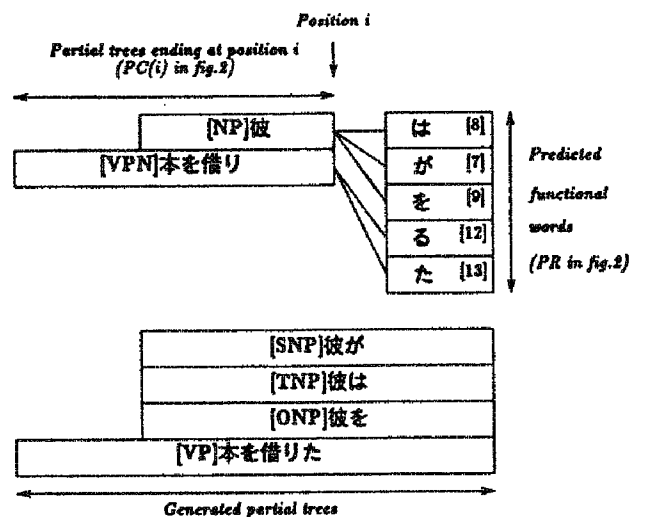 Position i
Partial trees ending at position i
(PC(i) in fig.2)
[NP]彼
[VPN]本を借り
は [8]
が [7]
を [9]
る [12]
た [13]
Predicted
functional
words
(PR in fig.2)
[SNP]彼が
[TNP]彼は
[ONP]彼を
[VP]本を借りた
Generated partial trees